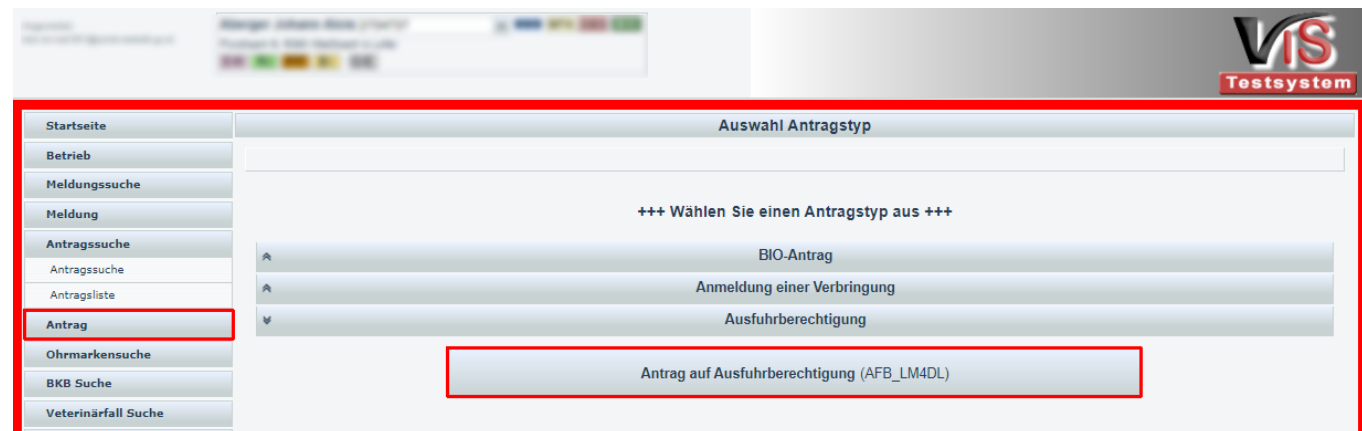 VIS
Testsystem
Startseite
Betrieb
Meldungssuche
Meldung
Antragssuche
Antragssuche
Antragsliste
Antrag
Ohrmarkensuche
BKB Suche
Veterinärfall Suche
Auswahl Antragstyp
+++ Wählen Sie einen Antragstyp aus +++
BIO-Antrag
Anmeldung einer Verbringung
Ausfuhrberechtigung
Antrag auf Ausfuhrberechtigung (AFB_LM4DL)